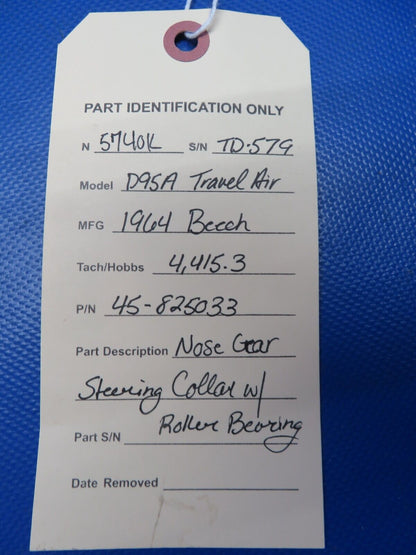 PART IDENTIFICATION ONLY
N 5740K S/N TD-579
Model D95A Travel Air
MFG 1964 Beech
Tach/Hobbs 4,415.3
P/N 45-825033
Part Description Nose Gear
Steering Collar w/
Roller Bearing
Part S/N
Date Removed